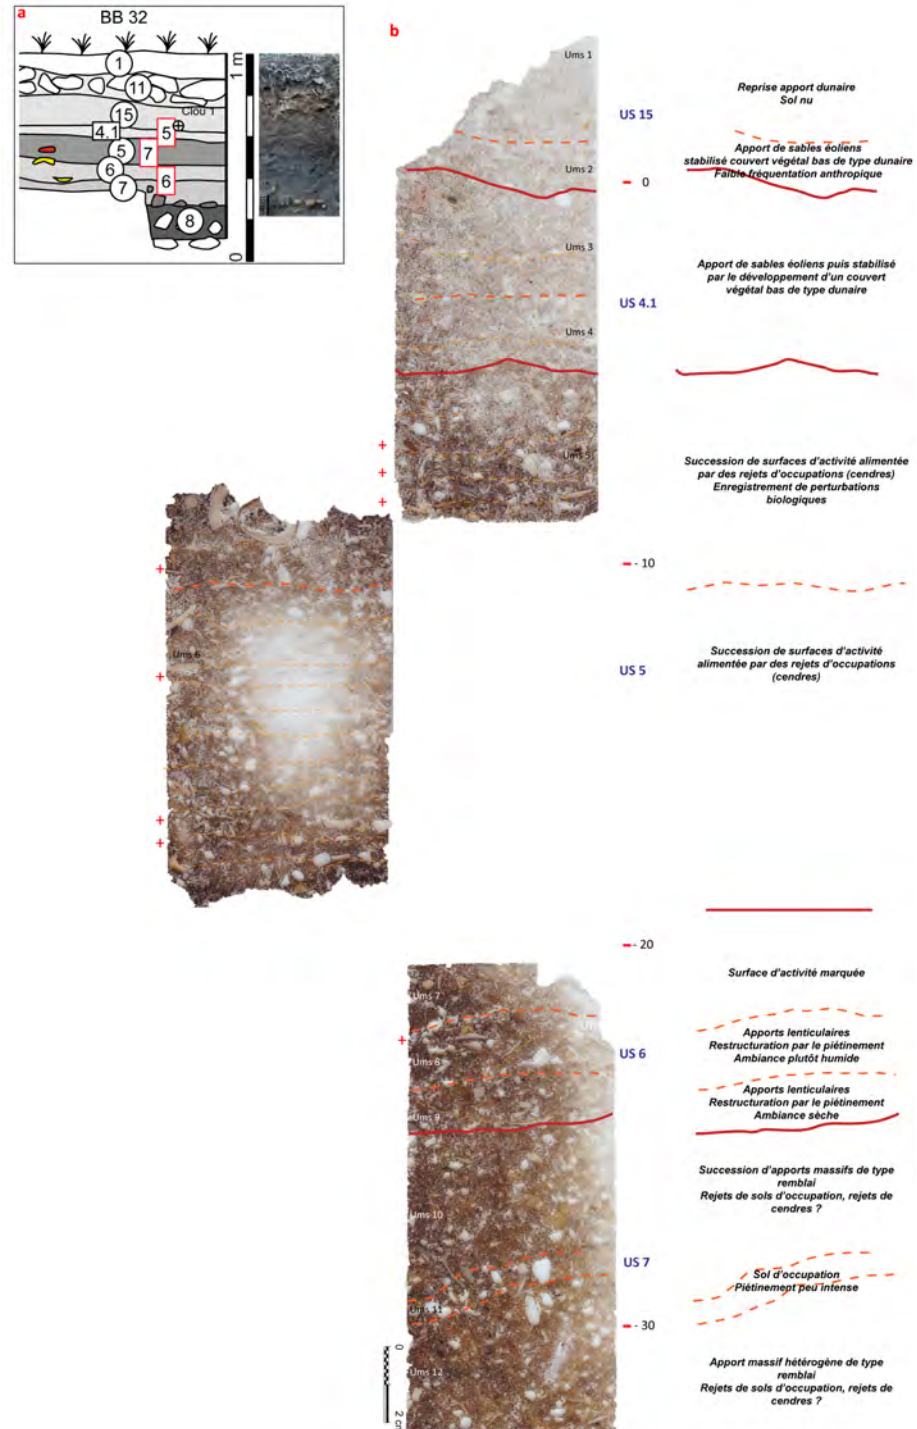 a
BB 32
1
11
15
Clou 1
4.1
5
5
7
6
6
7
8
1 m
0
b
Ums 1
US 15
Reprise apport dunaire
Sol nu
Apport de sables éoliens
stabilisé couvert végétal bas de type dunaire
Faible fréquentation anthropique
Ums 2
0
Ums 3
Apport de sables éoliens puis stabilisé
par le développement d'un couvert
végétal bas de type dunaire
US 4.1
Ums 4
+
Ums 5
Succession de surfaces d'activité alimentée
par des rejets d'occupations (cendres)
Enregistrement de perturbations
biologiques
+
+
- 10
+
Ums 6
US 5
Succession de surfaces d'activité
alimentée par des rejets d'occupations
(cendres)
+
+
+
- 20
Surface d'activité marquée
Ums 7
+
US 6
Apports lenticulaires
Restructuration par le piétinement
Ambiance plutôt humide
Ums 8
Apports lenticulaires
Restructuration par le piétinement
Ambiance sèche
Ums 9
Succession d'apports massifs de type
remblai
Rejets de sols d'occupation, rejets de
cendres ?
Ums 10
US 7
Sol d'occupation
Piétinement peu intense
Ums 11
- 30
0
2 cm
Ums 12
Apport massif hétérogène de type
remblai
Rejets de sols d'occupation, rejets de
cendres ?